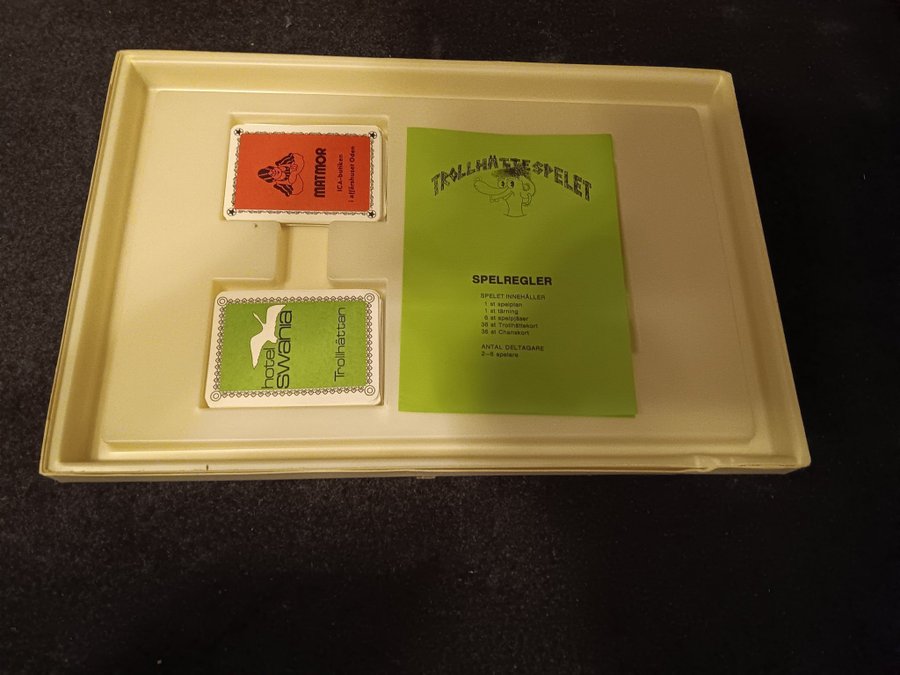 MATMOR
ICA-butiken
i affärshuset Oden
hotel
swania
Trollhättan
TROLLHÄTTESPELET
SPELREGLER
SPELET INNEHÅLLER
1 st spelplan
1 st tärning
6 st spelpjäser
36 st Trollhättekort
36 st Chanskort
ANTAL DELTAGARE
2–6 spelare